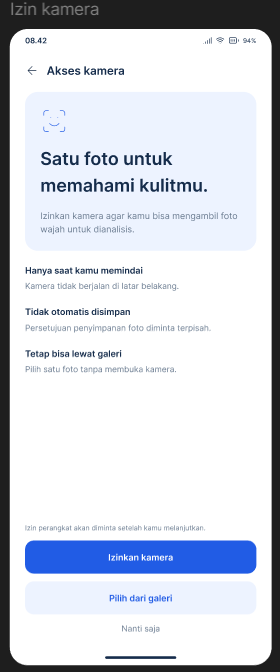 Izin kamera
08.42
94%
← Akses kamera
Satu foto untuk
memahami kulitmu.
Izinkan kamera agar kamu bisa mengambil foto
wajah untuk dianalisis.
Hanya saat kamu memindai
Kamera tidak berjalan di latar belakang.
Tidak otomatis disimpan
Persetujuan penyimpanan foto diminta terpisah.
Tetap bisa lewat galeri
Pilih satu foto tanpa membuka kamera.
Izin perangkat akan diminta setelah kamu melanjutkan.
Izinkan kamera
Pilih dari galeri
Nanti saja